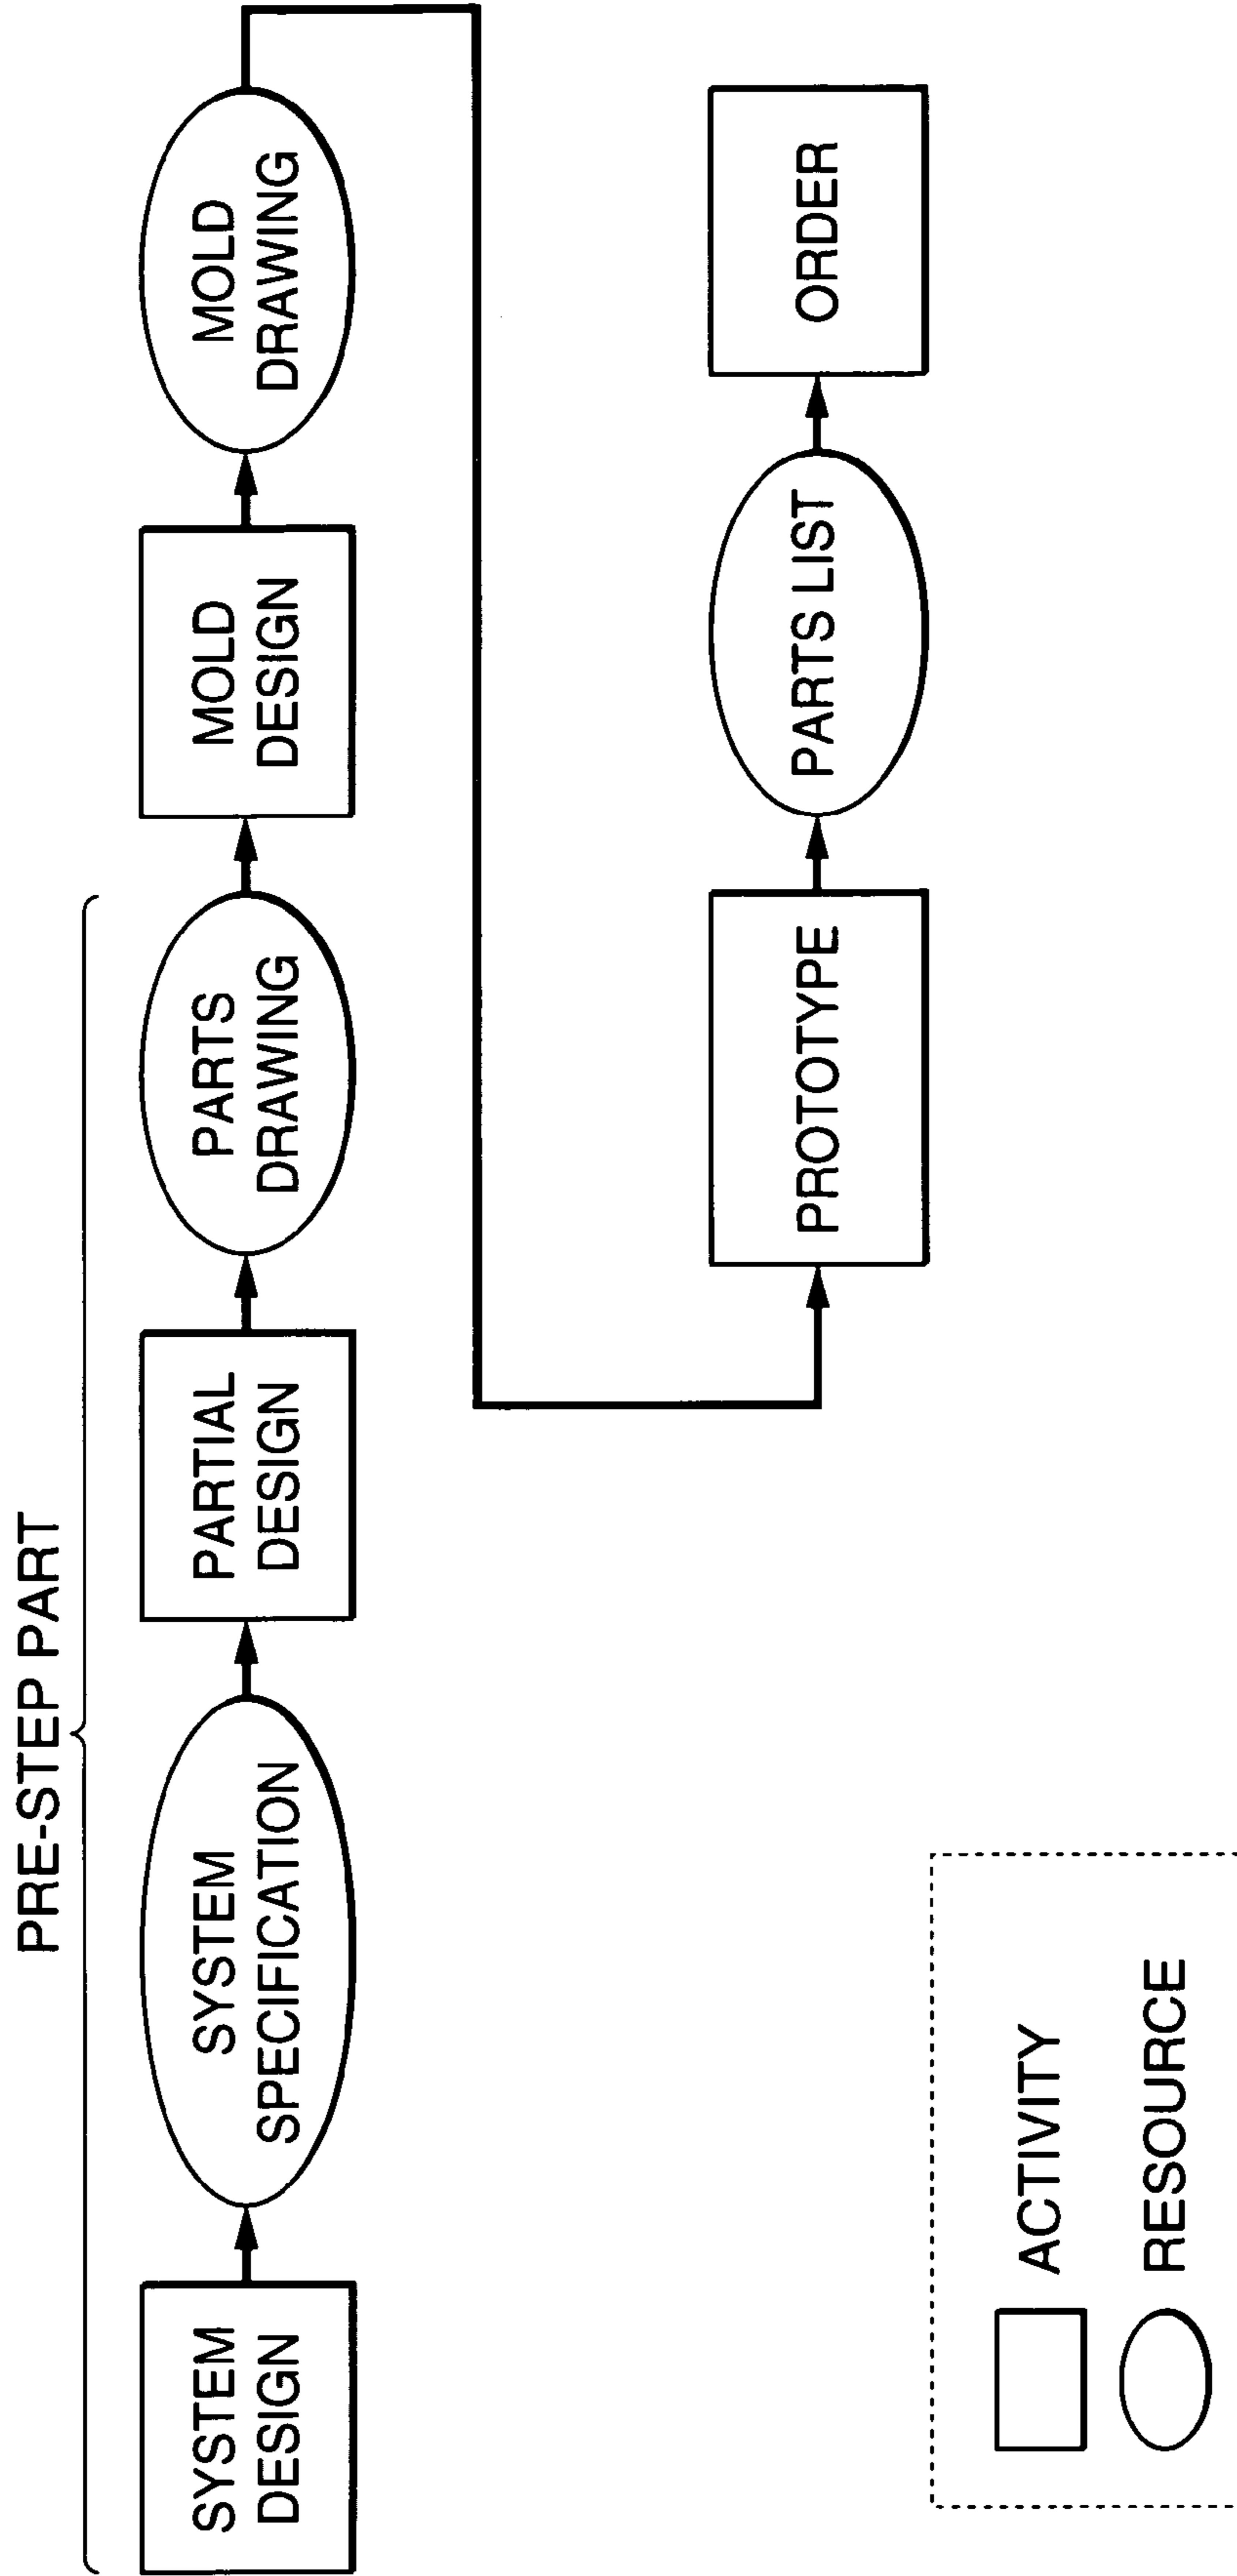 PRE-STEP PART
SYSTEM
DESIGN
SYSTEM
SPECIFICATION
PARTIAL
DESIGN
PARTS
DRAWING
MOLD
DESIGN
MOLD
DRAWING
PROTOTYPE
PARTS LIST
ORDER
ACTIVITY
RESOURCE